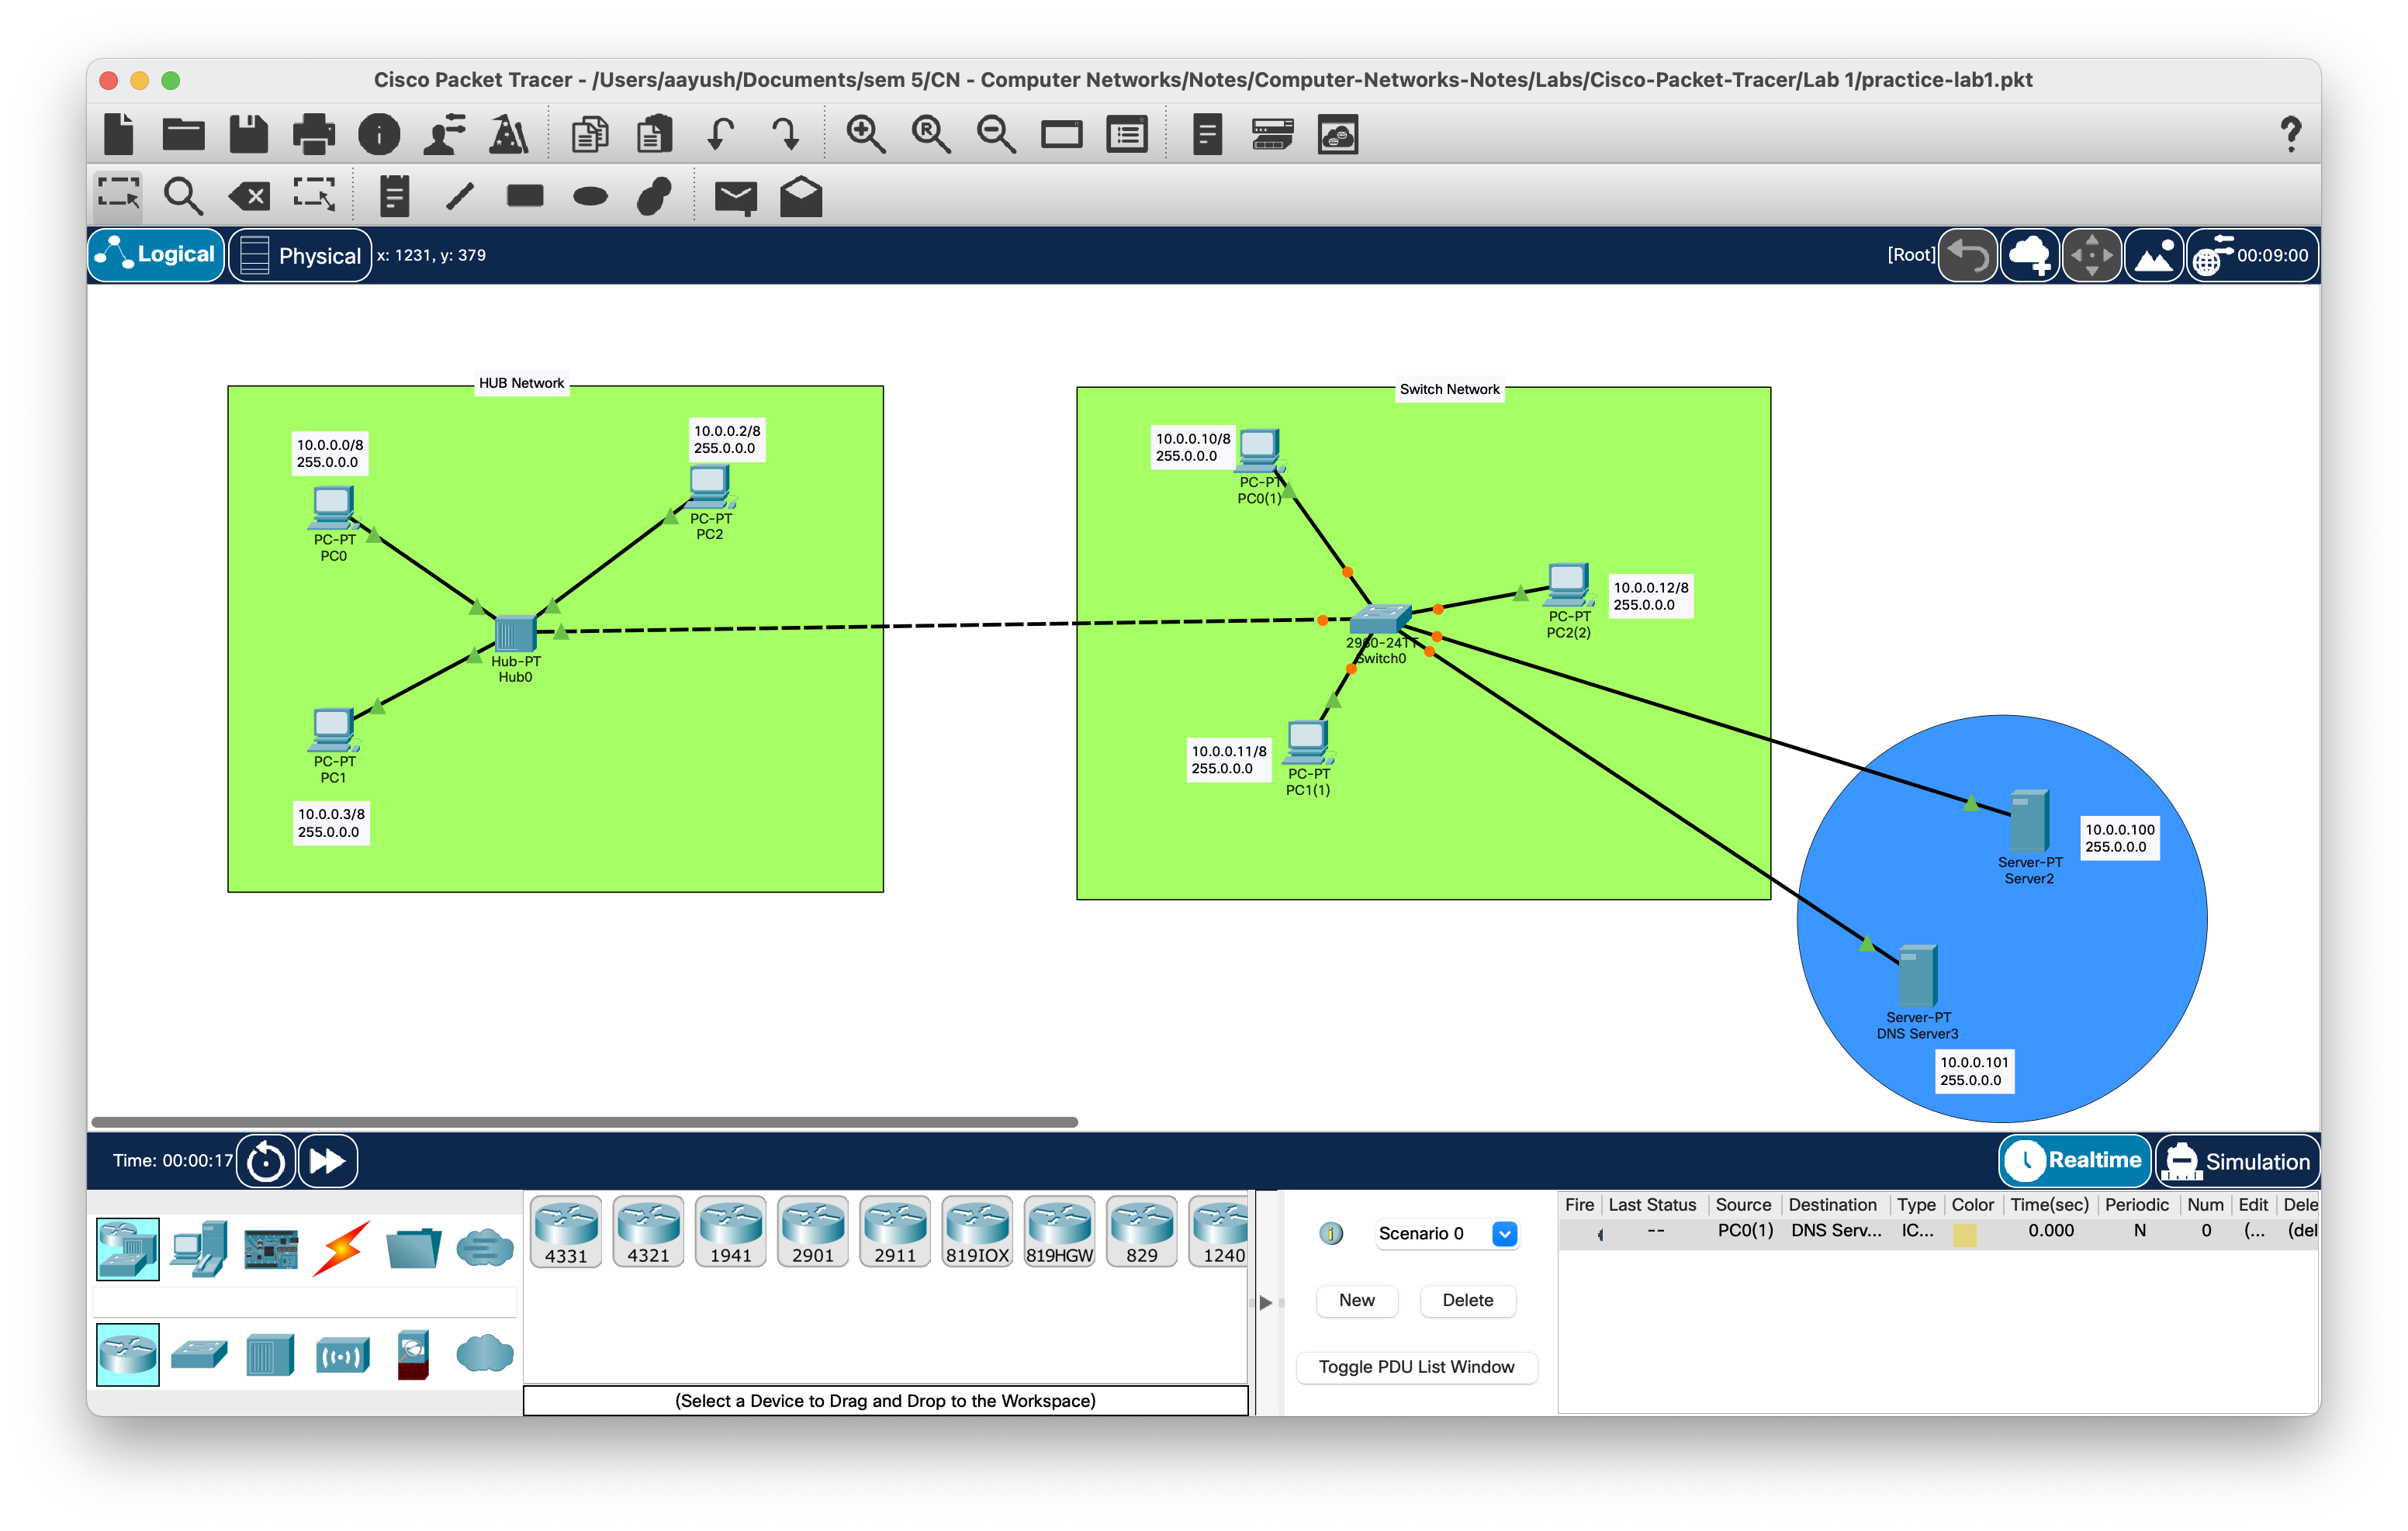 Cisco Packet Tracer - /Users/aayush/Documents/sem 5/CN - Computer Networks/Notes/Computer-Networks-Notes/Labs/Cisco-Packet-Tracer/Lab 1/practice-lab1.pkt
Logical
Physical
x: 1231, y: 379
[Root]
00:09:00
HUB Network
10.0.0.0/8
255.0.0.0
PC-PT
PC0
10.0.0.2/8
255.0.0.0
PC-PT
PC2
Hub-PT
Hub0
PC-PT
PC1
10.0.0.3/8
255.0.0.0
Switch Network
10.0.0.10/8
255.0.0.0
PC-PT
PC0(1)
10.0.0.12/8
255.0.0.0
PC-PT
PC2(2)
2960-24TT
Switch0
10.0.0.11/8
255.0.0.0
PC-PT
PC1(1)
10.0.0.100
255.0.0.0
Server-PT
Server2
Server-PT
DNS Server3
10.0.0.101
255.0.0.0
Time: 00:00:17
Realtime
Simulation
4331
4321
1941
2901
2911
819IOX
819HGW
829
1240
(Select a Device to Drag and Drop to the Workspace)
Scenario 0
New
Delete
Toggle PDU List Window
Fire Last Status Source Destination Type Color Time(sec) Periodic Num Edit Dele
-- PC0(1) DNS Serv... IC... 0.000 N 0 (... (del